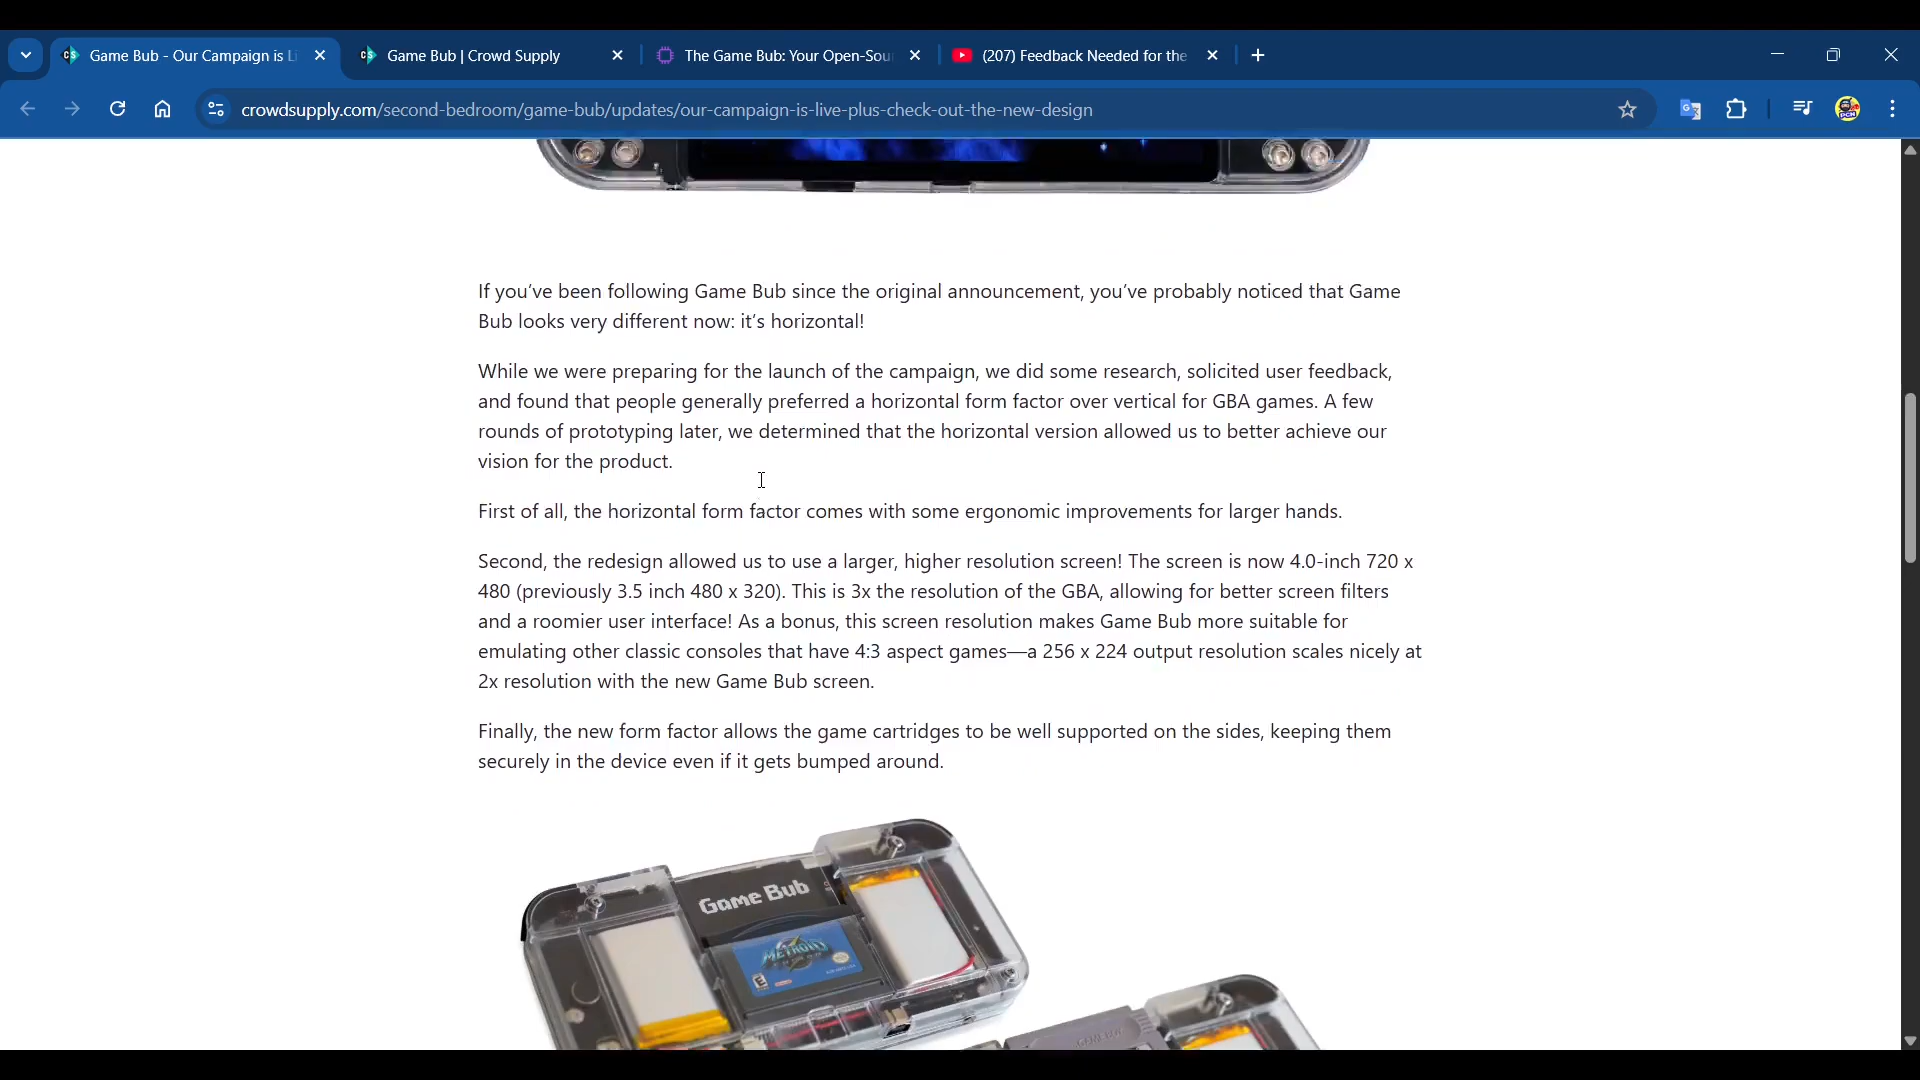 Game Bub - Our Campaign is Li
Game Bub | Crowd Supply
The Game Bub: Your Open-Sou
(207) Feedback Needed for the
crowdsupply.com/second-bedroom/game-bub/updates/our-campaign-is-live-plus-check-out-the-new-design
If you've been following Game Bub since the original announcement, you've probably noticed that Game
Bub looks very different now: it's horizontal!
While we were preparing for the launch of the campaign, we did some research, solicited user feedback,
and found that people generally preferred a horizontal form factor over vertical for GBA games. A few
rounds of prototyping later, we determined that the horizontal version allowed us to better achieve our
vision for the product.
First of all, the horizontal form factor comes with some ergonomic improvements for larger hands.
Second, the redesign allowed us to use a larger, higher resolution screen! The screen is now 4.0-inch 720 x
480 (previously 3.5 inch 480 x 320). This is 3x the resolution of the GBA, allowing for better screen filters
and a roomier user interface! As a bonus, this screen resolution makes Game Bub more suitable for
emulating other classic consoles that have 4:3 aspect games—a 256 x 224 output resolution scales nicely at
2x resolution with the new Game Bub screen.
Finally, the new form factor allows the game cartridges to be well supported on the sides, keeping them
securely in the device even if it gets bumped around.
Game Bub
METROID